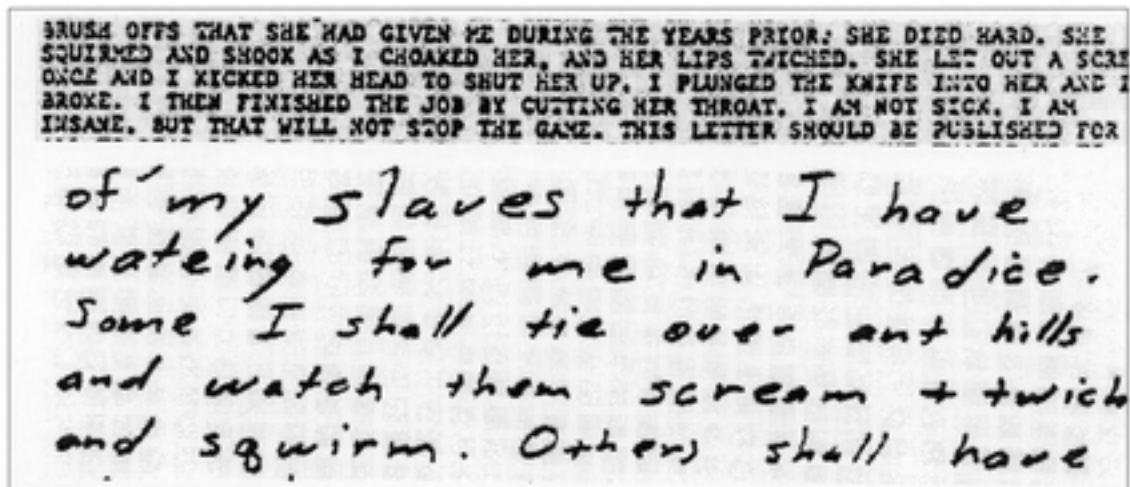 BRUSH OFFS THAT SHE HAD GIVEN ME DURING THE YEARS PRIOR. SHE DIED HARD. SHE
SQUIRMED AND SHOOK AS I CHOAKED HER, AND HER LIPS TWICHED. SHE LET OUT A SCRE
ONCE AND I KICKED HER HEAD TO SHUT HER UP. I PLUNGED THE KNIFE INTO HER AND I
BROKE. I THEN FINISHED THE JOB BY CUTTING HER THROAT. I AM NOT SICK. I AM
INSANE. BUT THAT WILL NOT STOP THE GAME. THIS LETTER SHOULD BE PUBLISHED FOR
of my slaves that I have
wateing for me in Paradice.
Some I shall tie over ant hills
and watch them scream + twich
and squirm. Others shall have